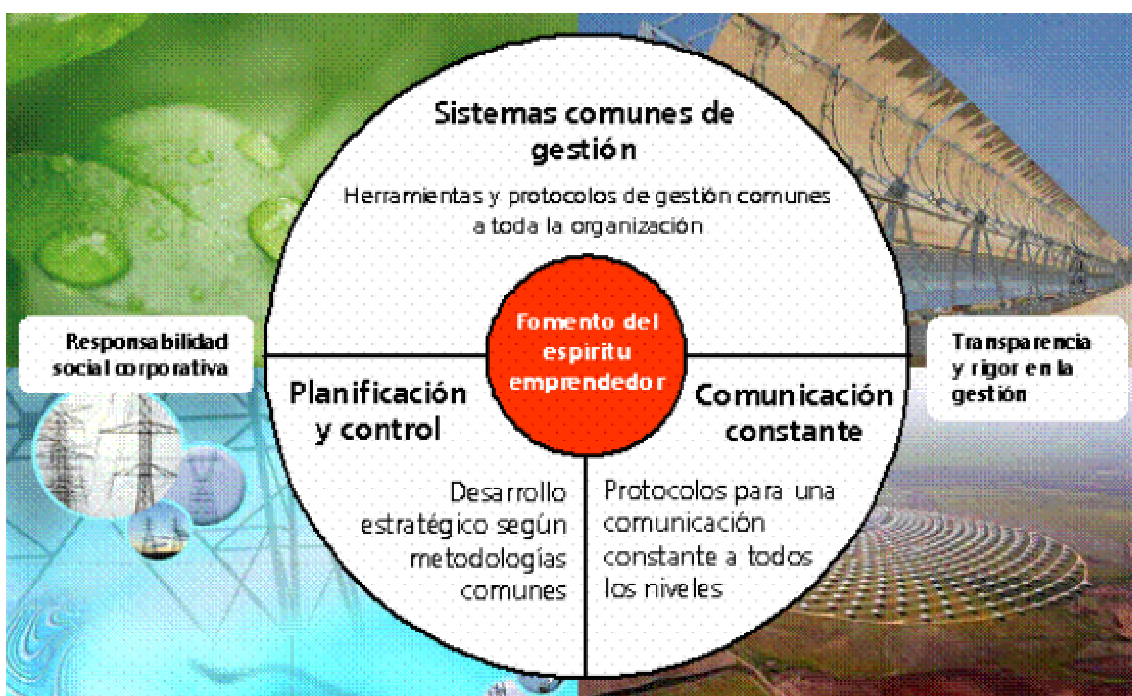 Sistemas comunes de
gestión
Herramientas y protocolos de gestión comunes
a toda la organización
Responsabilidad
social corporativa
Fomento del
espíritu
emprendedor
Transparencia
y rigor en la
gestión
Planificación
y control
Desarrollo
estratégico según
metodologías
comunes
Comunicación
constante
Protocolos para una
comunicación
constante a todos
los niveles